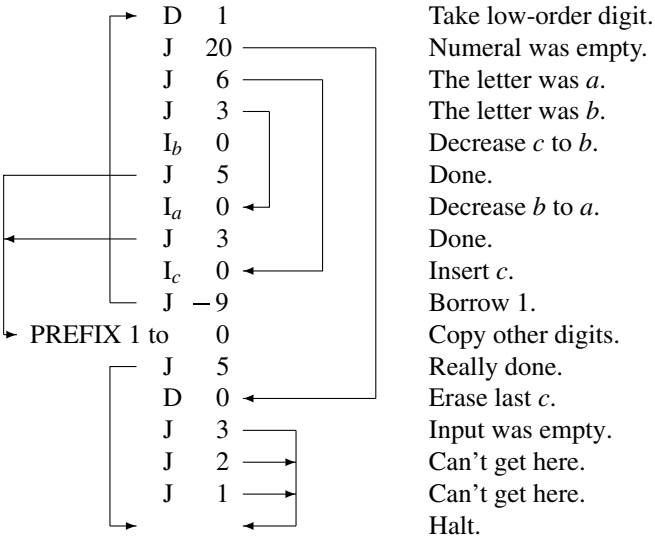 D 1 Take low-order digit.
J 20 Numeral was empty.
J 6 The letter was a.
J 3 The letter was b.
I_b 0 Decrease c to b.
J 5 Done.
I_a 0 Decrease b to a.
J 3 Done.
I_c 0 Insert c.
J −9 Borrow 1.
PREFIX 1 to 0 Copy other digits.
J 5 Really done.
D 0 Erase last c.
J 3 Input was empty.
J 2 Can't get here.
J 1 Can't get here.
Halt.